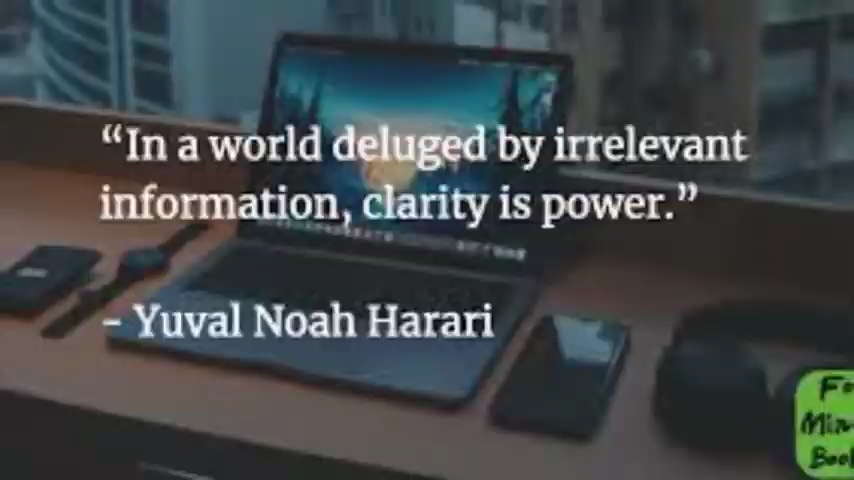 “In a world deluged by irrelevant
information, clarity is power.”
- Yuval Noah Harari